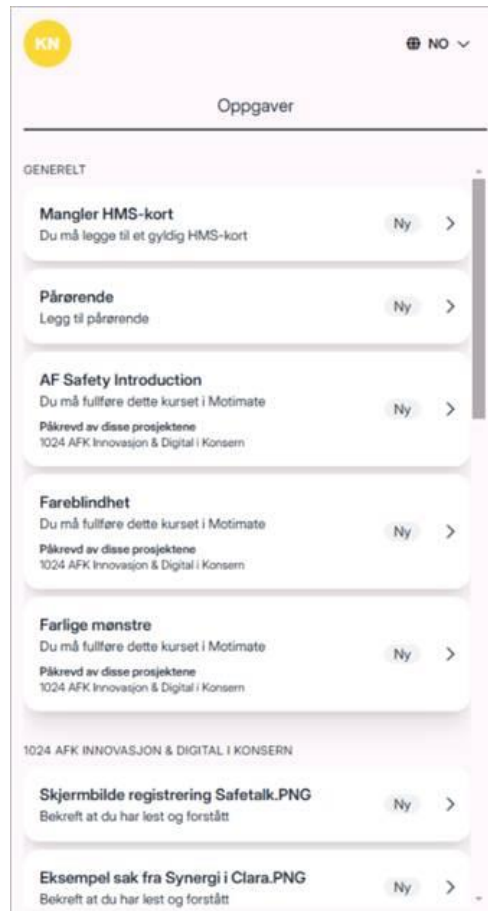 KN
NO
Oppgaver
GENERELT
Mangler HMS-kort
Du må legge til et gyldig HMS-kort
Ny
Pårørende
Legg til pårørende
Ny
AF Safety Introduction
Du må fullføre dette kurset i Motimate
Påkrevd av disse prosjektene
1024 AFK Innovasjon & Digital i Konsern
Ny
Fareblindhet
Du må fullføre dette kurset i Motimate
Påkrevd av disse prosjektene
1024 AFK Innovasjon & Digital i Konsern
Ny
Farlige mønstre
Du må fullføre dette kurset i Motimate
Påkrevd av disse prosjektene
1024 AFK Innovasjon & Digital i Konsern
Ny
1024 AFK INNOVASJON & DIGITAL I KONSERN
Skjermbilde registrering Safetalk.PNG
Bekreft at du har lest og forstått
Ny
Eksempel sak fra Synergi i Clara.PNG
Bekreft at du har lest og forstått
Ny